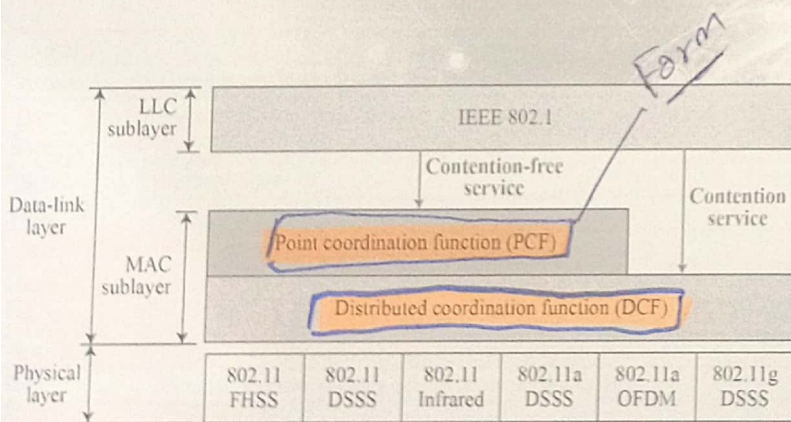 Form
LLC
sublayer
IEEE 802.1
Contention-free
service
Contention
service
Data-link
layer
MAC
sublayer
Point coordination function (PCF)
Distributed coordination function (DCF)
Physical
layer
802.11
FHSS
802.11
DSSS
802.11
Infrared
802.11a
DSSS
802.11a
OFDM
802.11g
DSSS